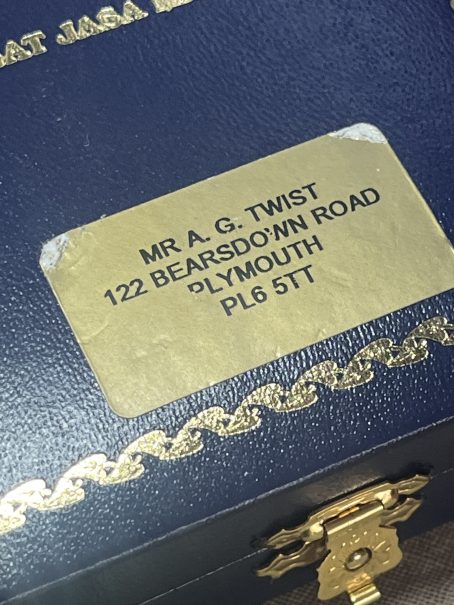 JAGA
MR A. G. TWIST
122 BEARSDOWN ROAD
PLYMOUTH
PL6 5TT